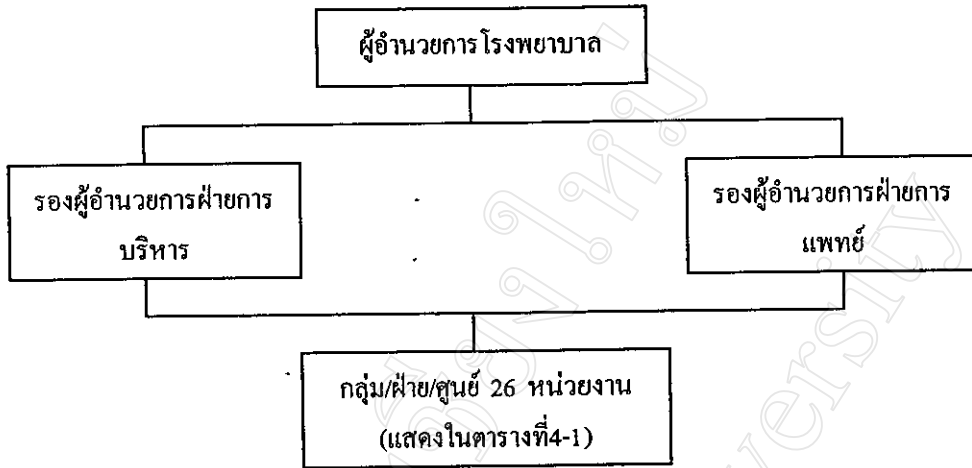 ผู้อำนวยการโรงพยาบาล
รองผู้อำนวยการฝ่ายการ
บริหาร
รองผู้อำนวยการฝ่ายการ
แพทย์
กลุ่ม/ฝ่าย/ศูนย์ 26 หน่วยงาน
(แสดงในตารางที่4-1)